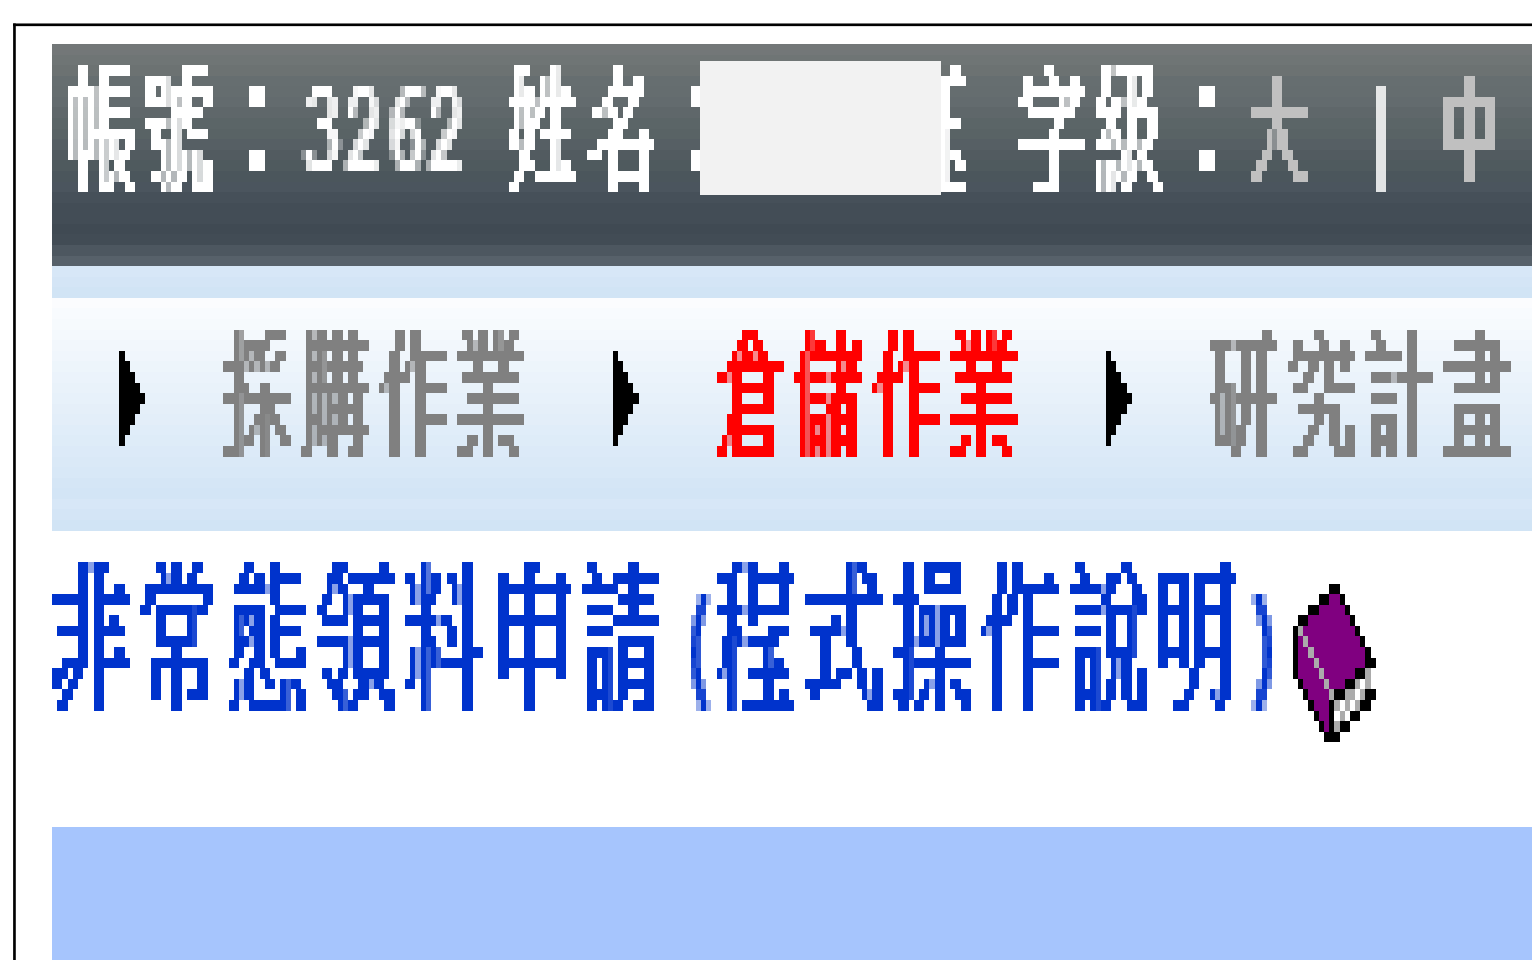 帳號：3262 姓名： 字級：大 | 中
採購作業 倉儲作業 研究計畫
非常態領料申請(程式操作說明)